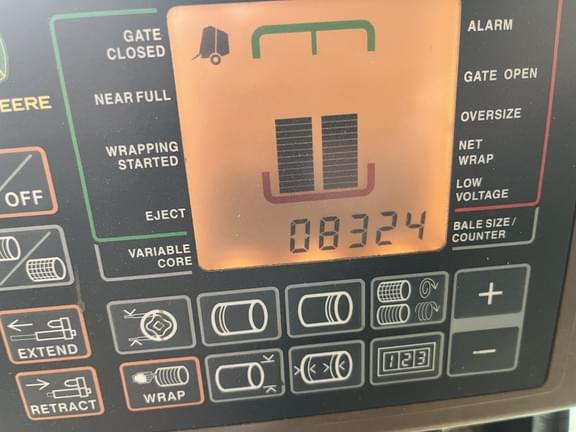 GATE
CLOSED
EERE
NEAR FULL
WRAPPING
STARTED
EJECT
VARIABLE
CORE
OFF
EXTEND
RETRACT
WRAP
08324
ALARM
GATE OPEN
OVERSIZE
NET
WRAP
LOW
VOLTAGE
BALE SIZE/
COUNTER
123
+
−